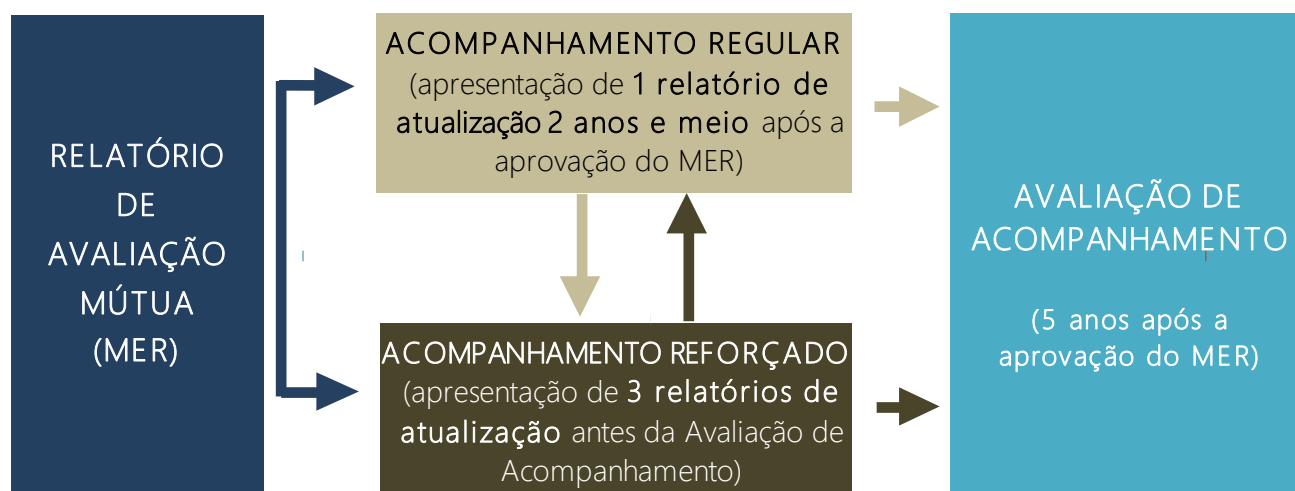 RELATÓRIO
DE
AVALIAÇÃO
MÚTUA
(MER)
ACOMPANHAMENTO REGULAR
(apresentação de 1 relatório de
atualização 2 anos e meio após a
aprovação do MER)
ACOMPANHAMENTO REFORÇADO
(apresentação de 3 relatórios de
atualização antes da Avaliação de
Acompanhamento)
AVALIAÇÃO DE
ACOMPANHAMENTO
(5 anos após a
aprovação do MER)